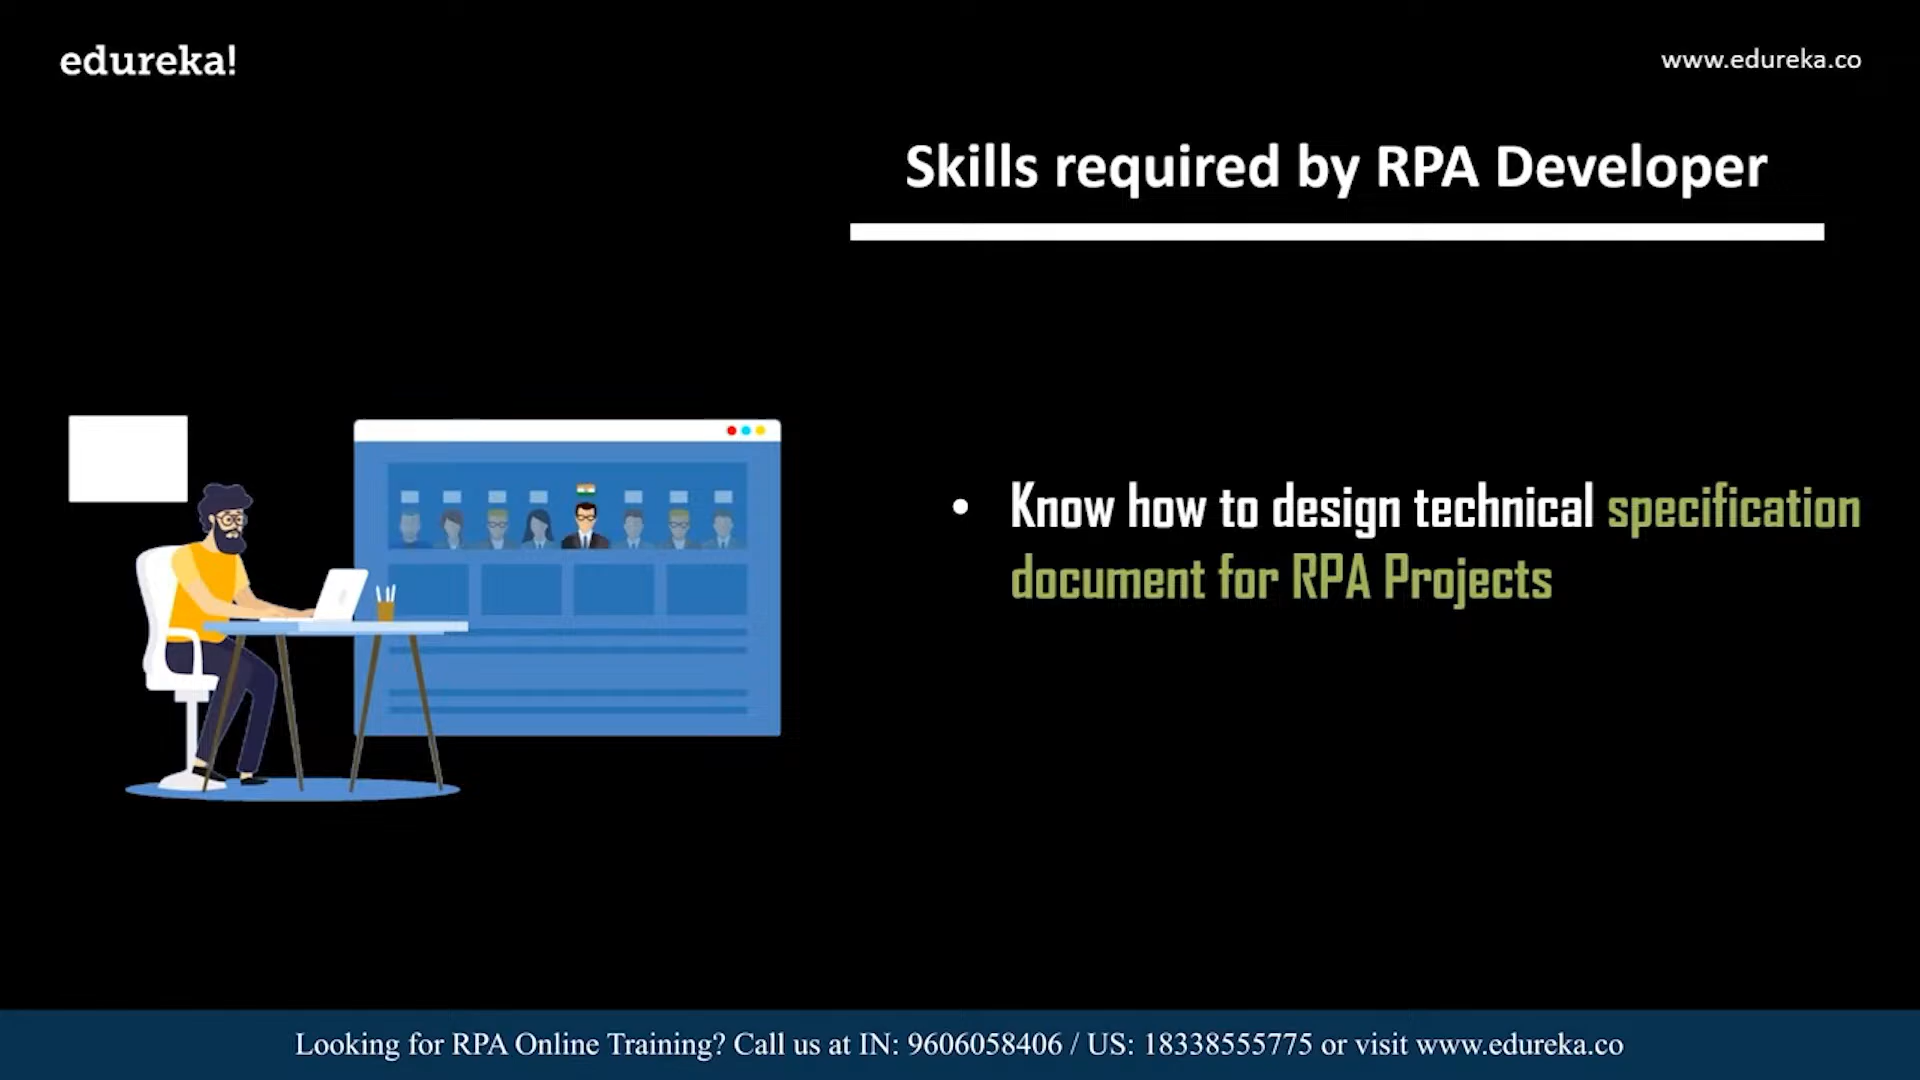 edureka!
www.edureka.co
Skills required by RPA Developer
• Know how to design technical specification
document for RPA Projects
Looking for RPA Online Training? Call us at IN: 9606058406 / US: 18338555775 or visit www.edureka.co